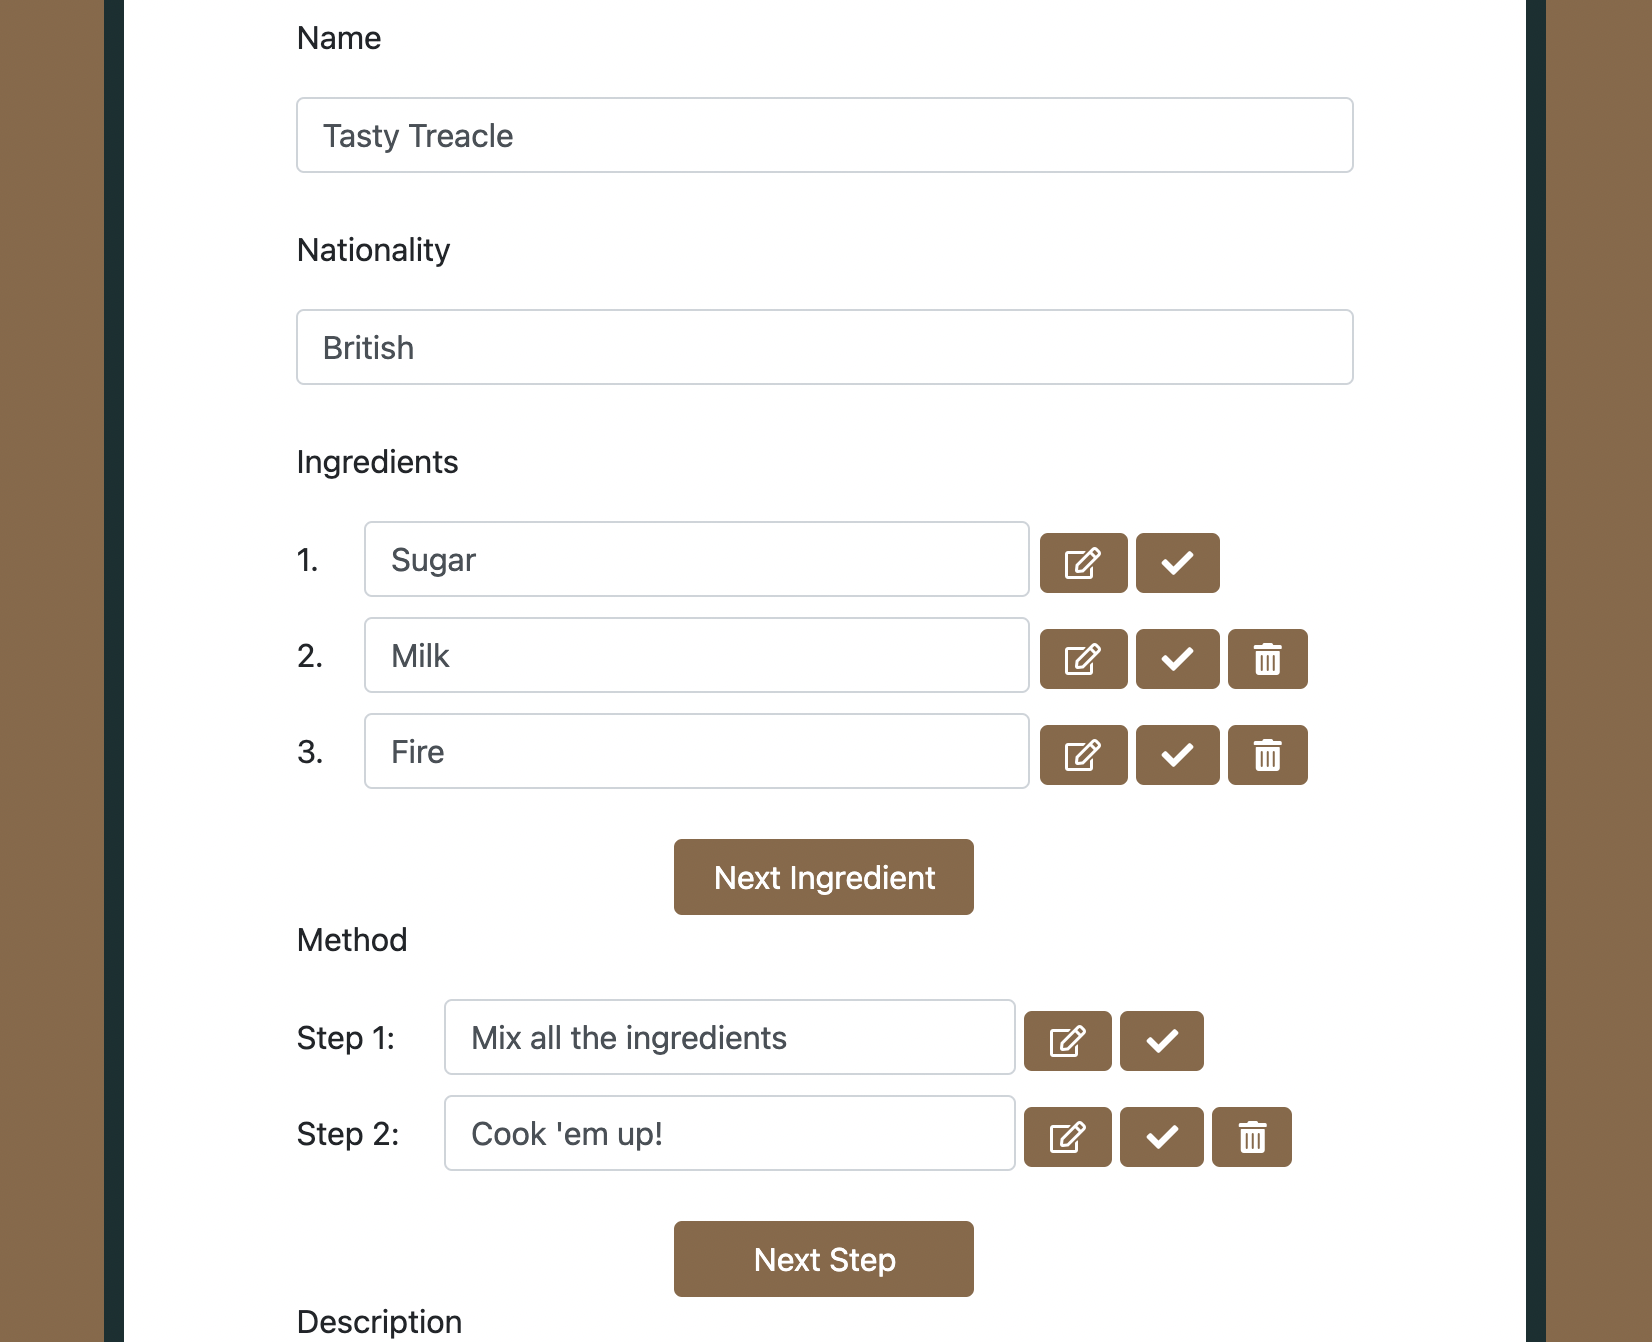 Name
Tasty Treacle
Nationality
British
Ingredients
1. Sugar
2. Milk
3. Fire
Next Ingredient
Method
Step 1: Mix all the ingredients
Step 2: Cook 'em up!
Next Step
Description